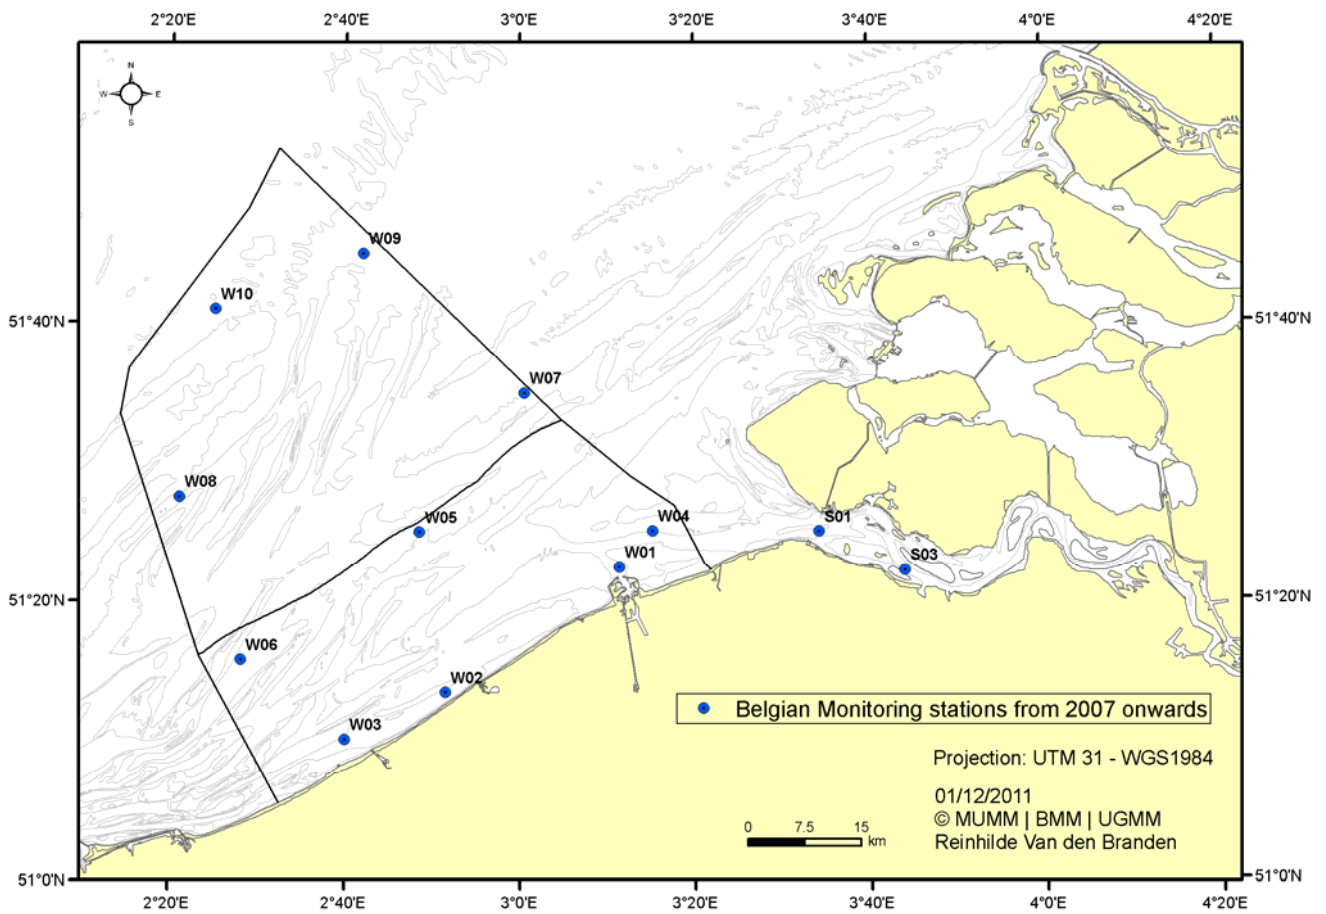 2°20'E 2°40'E 3°0'E 3°20'E 3°40'E 4°0'E 4°20'E
N
W E
S
W09
W10
51°40'N 51°40'N
W07
W08
W05
W04
S01
W01
S03
51°20'N 51°20'N
W06
W02
Belgian Monitoring stations from 2007 onwards
W03
Projection: UTM 31 - WGS1984
01/12/2011
© MUMM | BMM | UGMM
0 7.5 15
km
Reinhilde Van den Branden
51°0'N 51°0'N
2°20'E 2°40'E 3°0'E 3°20'E 3°40'E 4°0'E 4°20'E